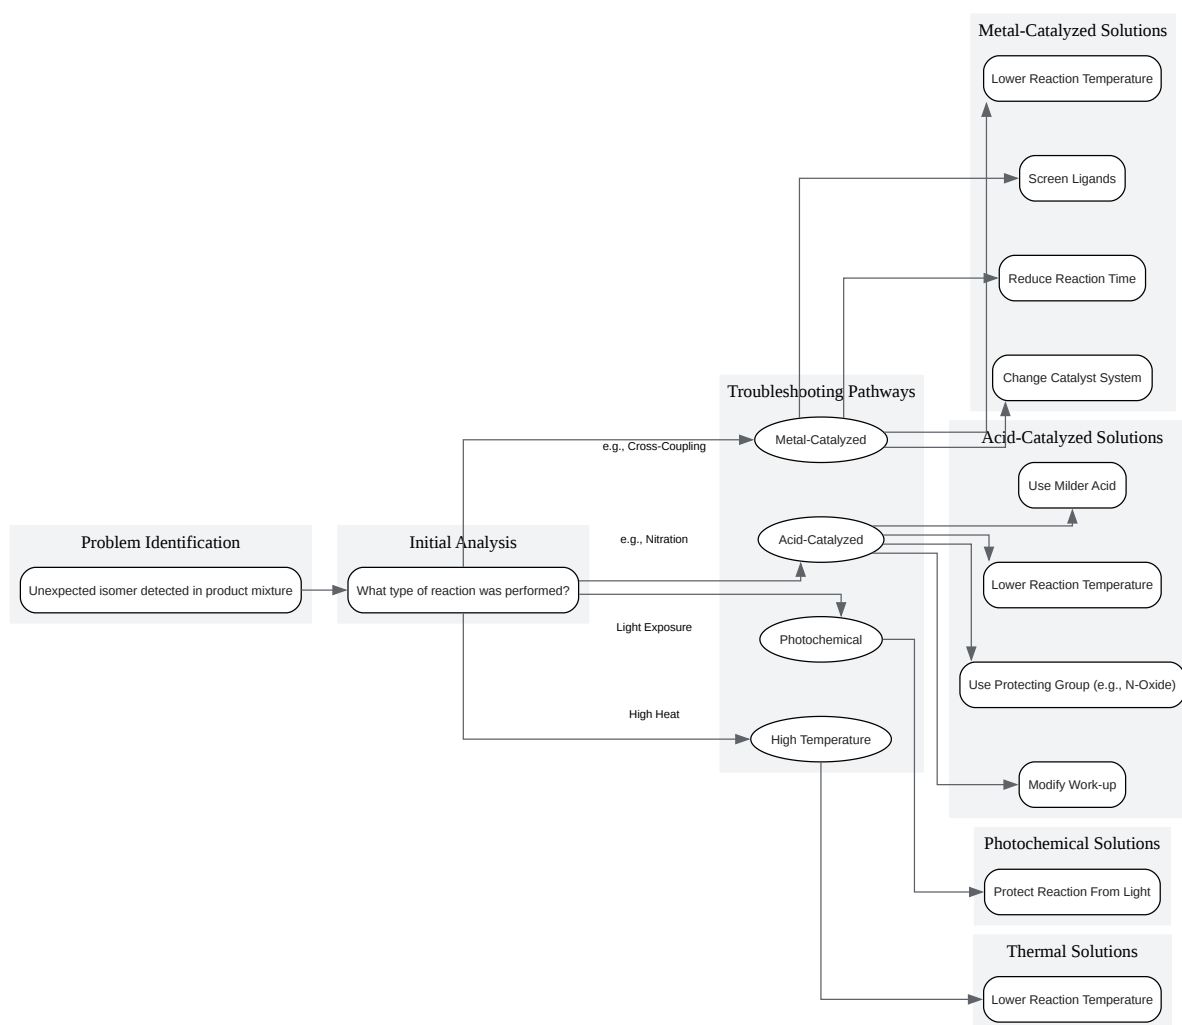 Metal-Catalyzed Solutions
Lower Reaction Temperature
Screen Ligands
Reduce Reaction Time
Change Catalyst System
Troubleshooting Pathways
Metal-Catalyzed
e.g., Cross-Coupling
Acid-Catalyzed Solutions
Use Milder Acid
Problem Identification
Initial Analysis
e.g., Nitration
Acid-Catalyzed
Unexpected isomer detected in product mixture
What type of reaction was performed?
Lower Reaction Temperature
Light Exposure
Photochemical
Use Protecting Group (e.g., N-Oxide)
High Heat
High Temperature
Modify Work-up
Photochemical Solutions
Protect Reaction From Light
Thermal Solutions
Lower Reaction Temperature